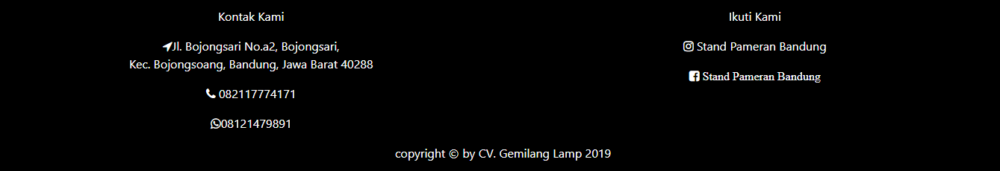 Kontak Kami
Jl. Bojongsari No.a2, Bojongsari,
Kec. Bojongsoang, Bandung, Jawa Barat 40288
082117774171
08121479891
Ikuti Kami
Stand Pameran Bandung
Stand Pameran Bandung
copyright © by CV. Gemilang Lamp 2019